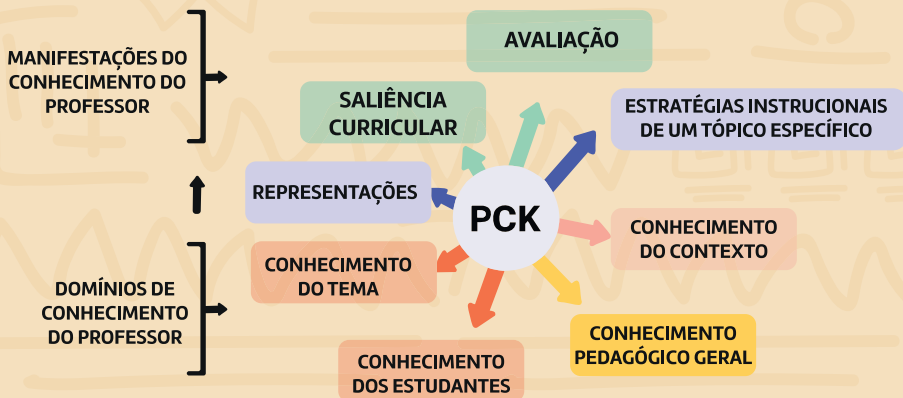 MANIFESTAÇÕES DO
CONHECIMENTO DO
PROFESSOR
AVALIAÇÃO
SALIÊNCIA
CURRICULAR
ESTRATÉGIAS INSTRUCIONAIS
DE UM TÓPICO ESPECÍFICO
REPRESENTAÇÕES
PCK
CONHECIMENTO
DO CONTEXTO
DOMÍNIOS DE
CONHECIMENTO
DO PROFESSOR
CONHECIMENTO
DO TEMA
CONHECIMENTO
DOS ESTUDANTES
CONHECIMENTO
PEDAGÓGICO GERAL